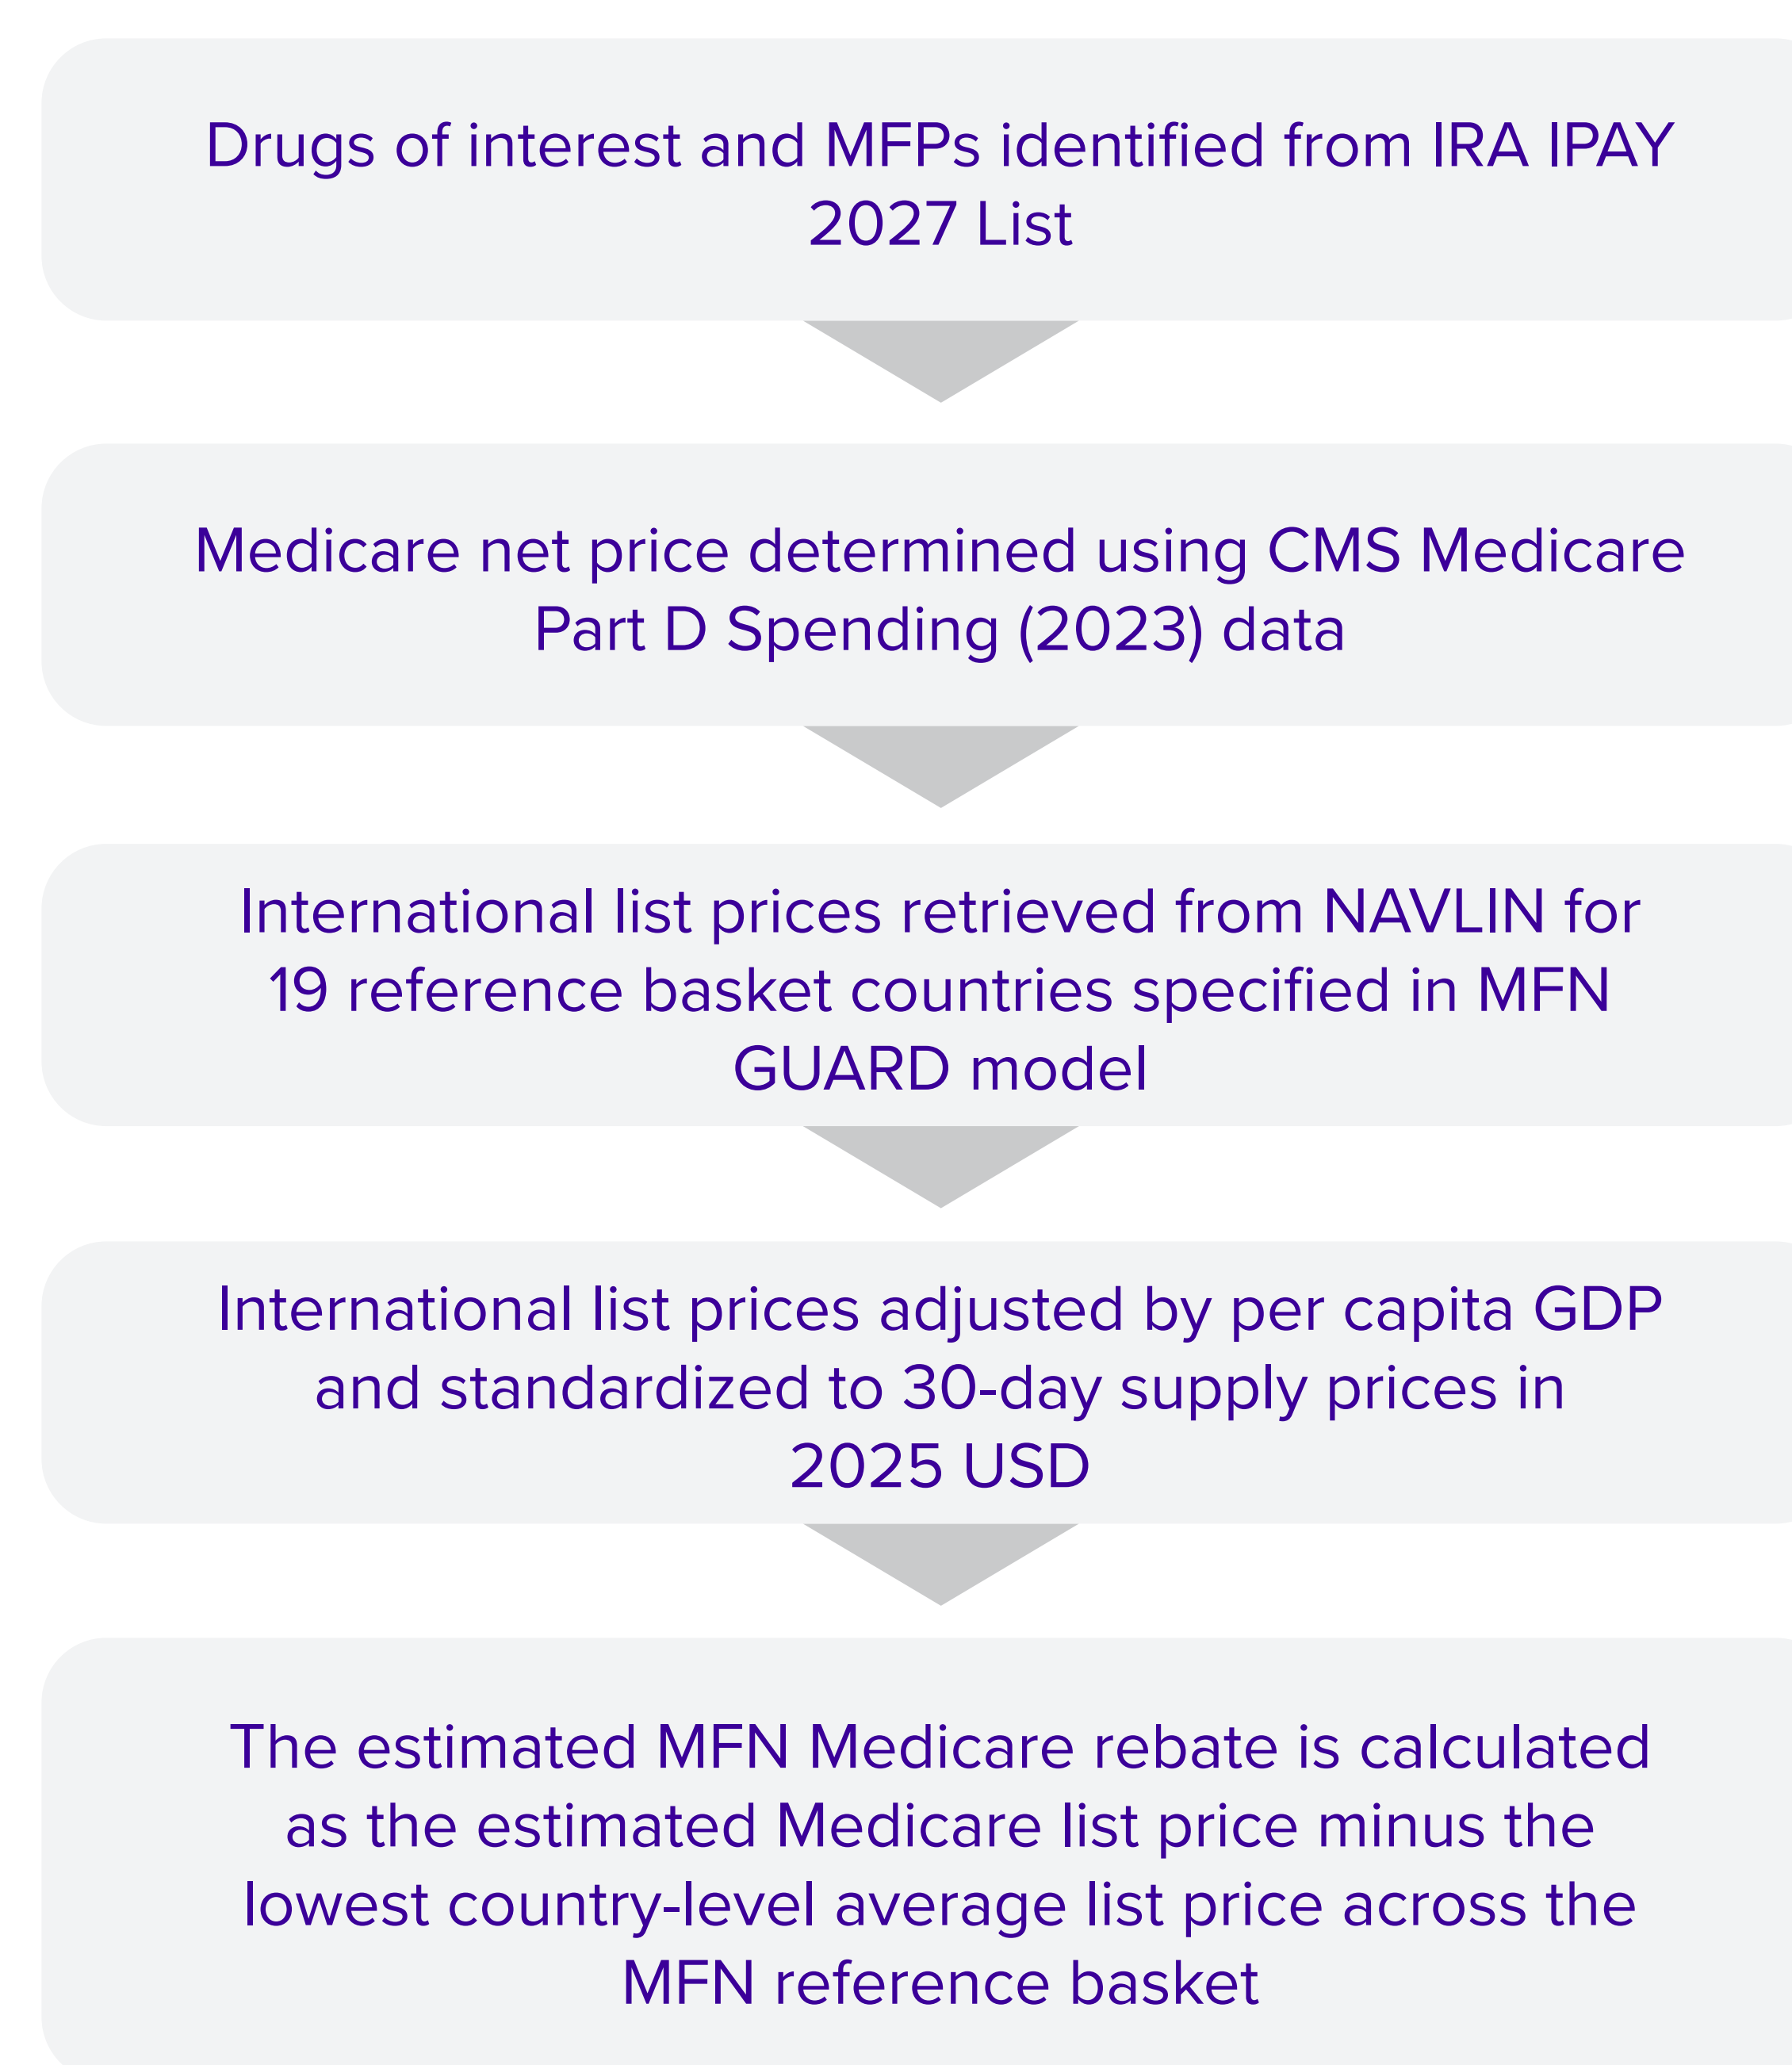 Drugs of interest and MFPs identified from IRA IPAY
2027 List
Medicare net price determined using CMS Medicare
Part D Spending (2023) data
International list prices retrieved from NAVLIN for
19 reference basket countries specified in MFN
GUARD model
International list prices adjusted by per capita GDP
and standardized to 30-day supply prices in
2025 USD
The estimated MFN Medicare rebate is calculated
as the estimated Medicare list price minus the
lowest country-level average list price across the
MFN reference basket